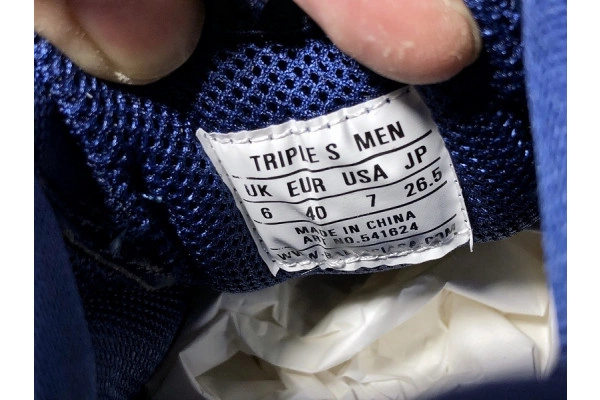 TRIPLE S MEN
UK EUR USA JP
6 40 7 26.5
MADE IN CHINA
ART NO.541624